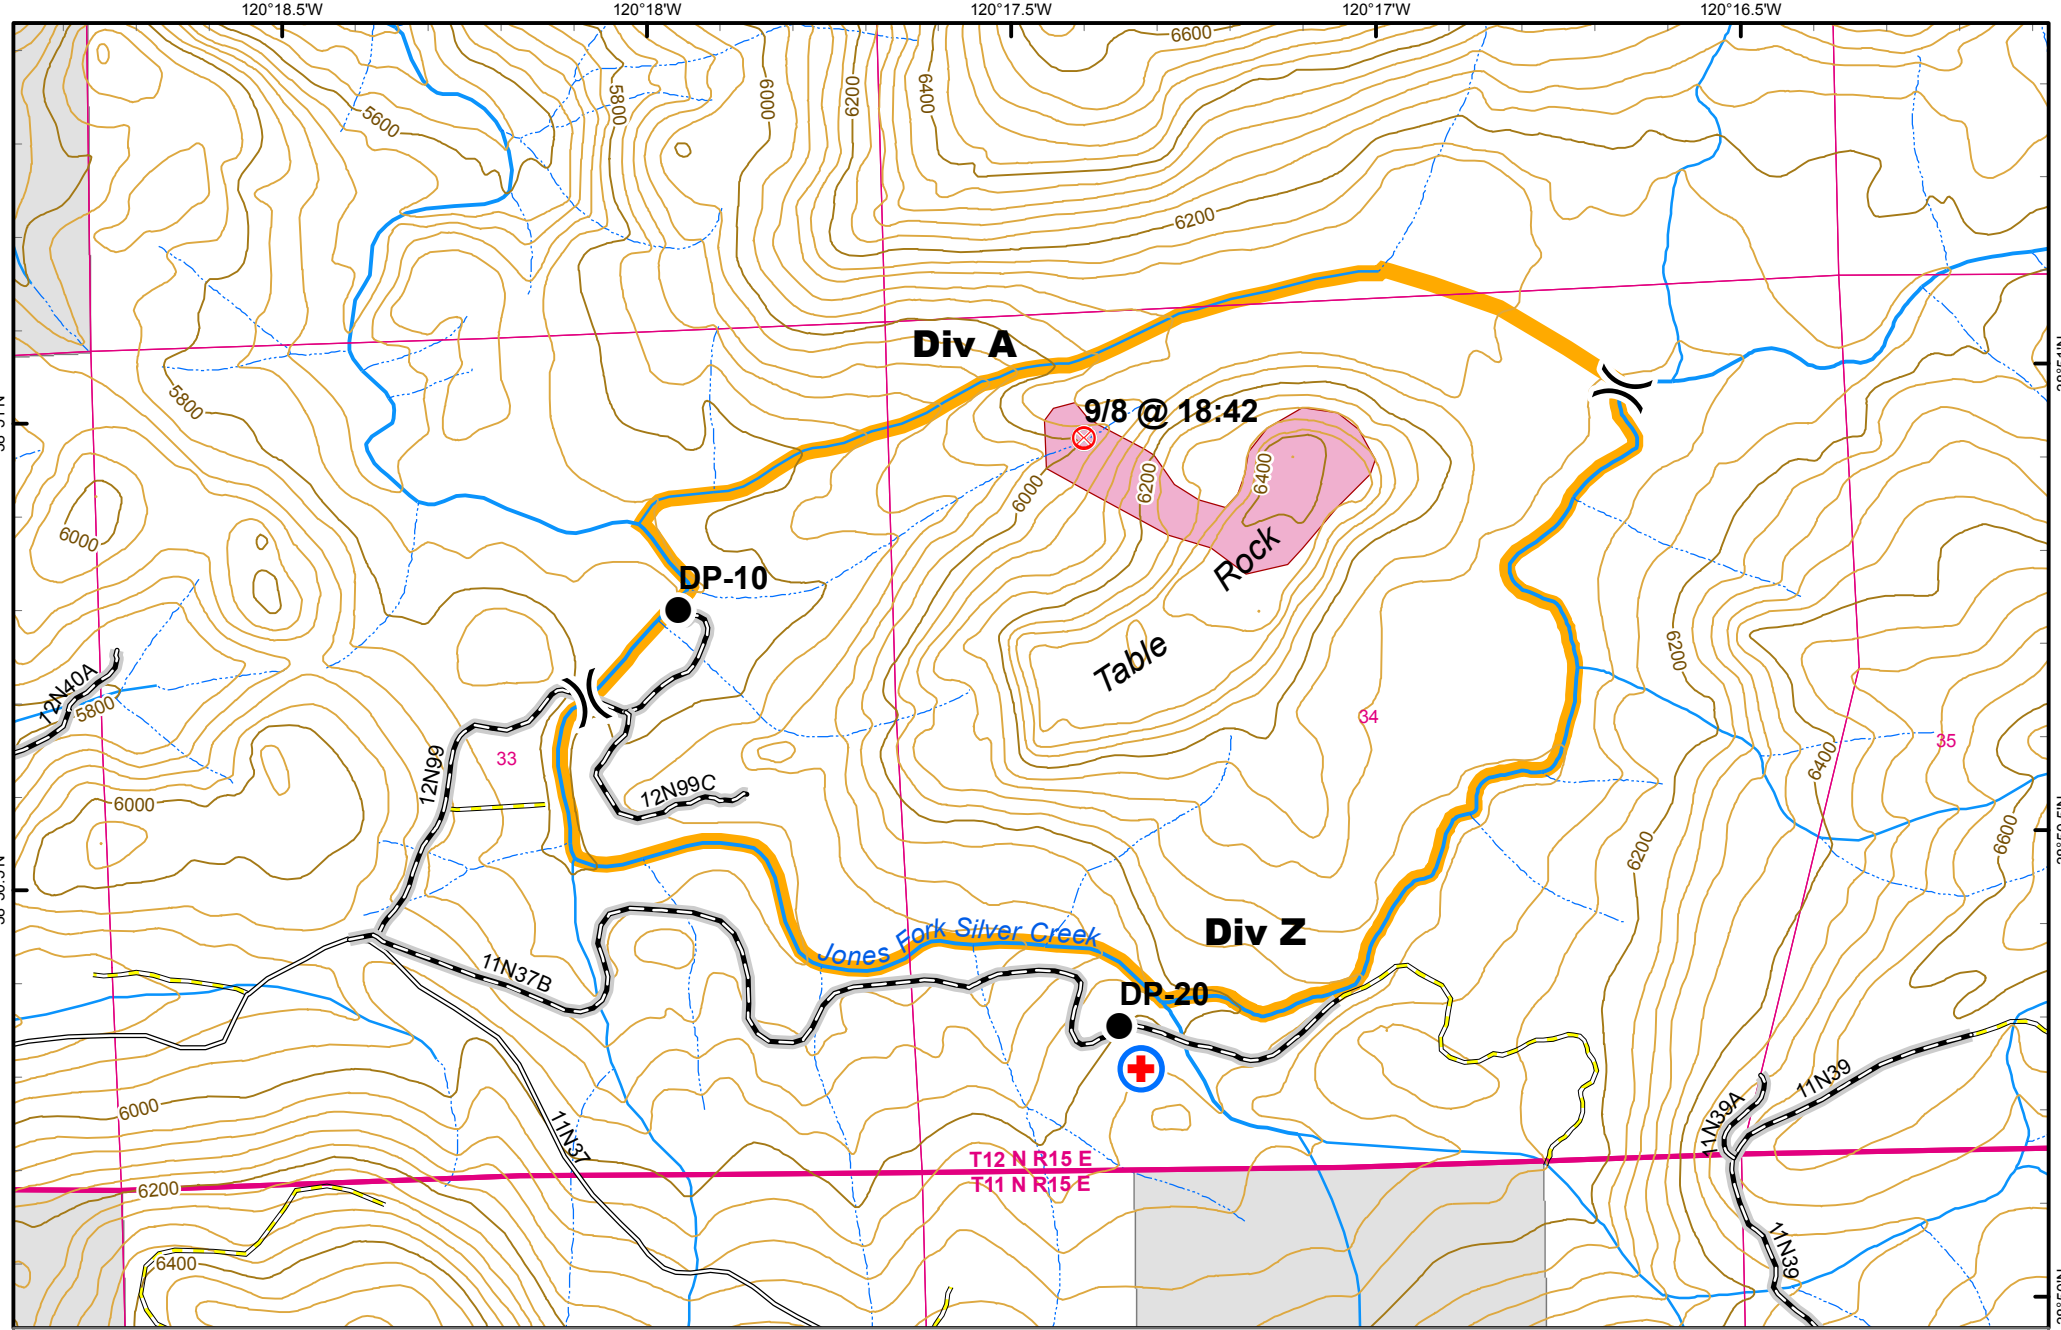 120°18.5'W
120°18'W
120°17.5'W
120°17'W
120°16.5'W
6600
5600
5800
6000
6200
6400
6200
Div A
9/8 @ 18:42
5800
6000
6200
6400
6000
Rock
DP-10
Table
12N40A
5800
6200
34
35
33
12N99
12N99C
6400
6000
6200
6600
Div Z
Jones Fork Silver Creek
11N37B
DP-20
6000
11N37
11N39A
11N39
T12 N R15 E
T11 N R15 E
6200
6400
11N39